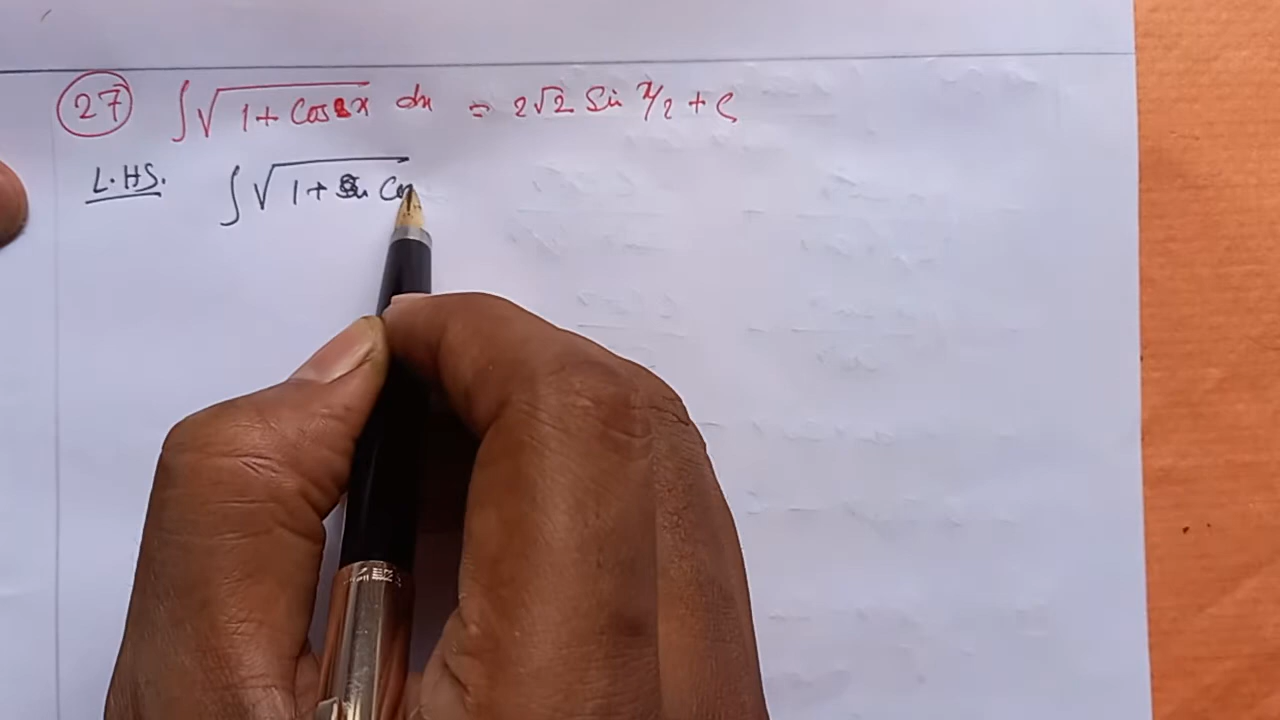 27 ∫√(1 + Cos x) dx = 2√2 Sin x/2 + C
L.H.S. ∫√(1 + Co